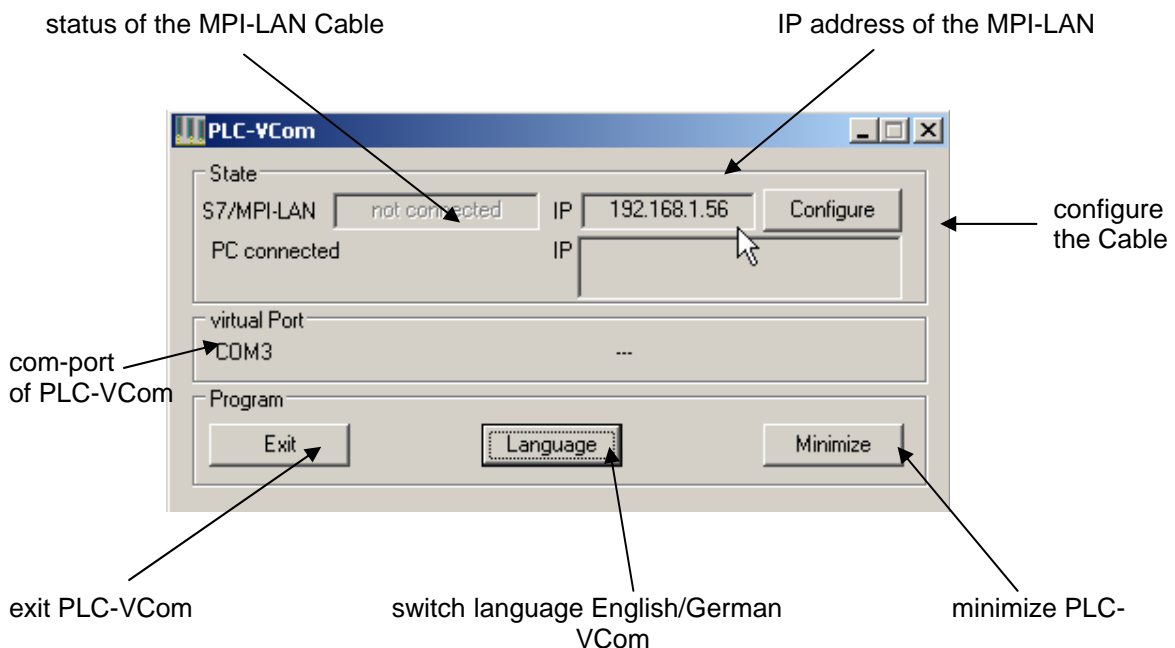 status of the MPI-LAN Cable
IP address of the MPI-LAN
PLC-VCom
State
S7/MPI-LAN not connected IP 192.168.1.56 Configure
configure
the Cable
PC connected IP
virtual Port
COM3 ---
com-port
of PLC-VCom
Program
Exit Language Minimize
exit PLC-VCom
switch language English/German
VCom
minimize PLC-